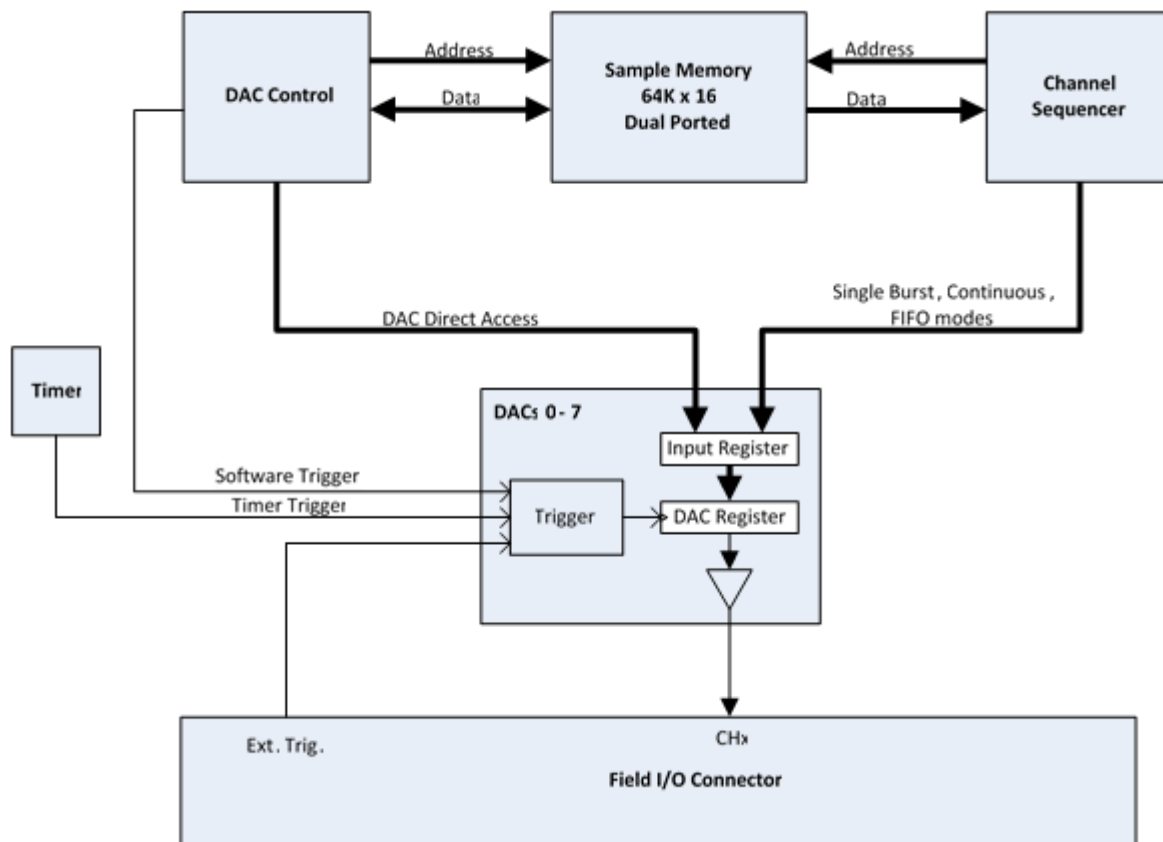 Address
Address
DAC Control
Sample Memory
64K x 16
Dual Ported
Channel
Sequencer
Data
Data
DAC Direct Access
Single Burst, Continuous,
FIFO modes
Timer
DACs 0 - 7
Input Register
Software Trigger
Timer Trigger
Trigger
DAC Register
Ext. Trig.
CHx
Field I/O Connector